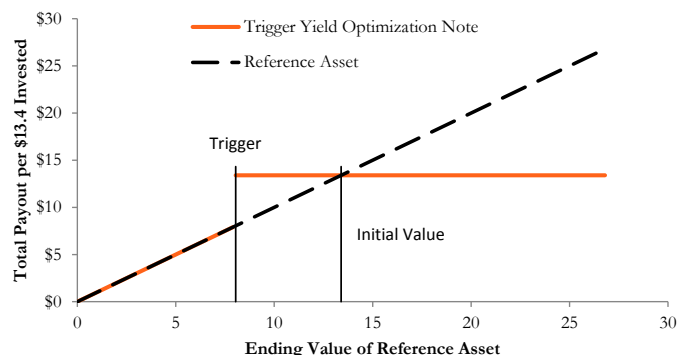 Trigger Yield Optimization Note
Reference Asset
Total Payout per $13.4 Invested
$30
$25
$20
$15
$10
$5
$0
Trigger
Initial Value
0
5
10
15
20
25
30
Ending Value of Reference Asset